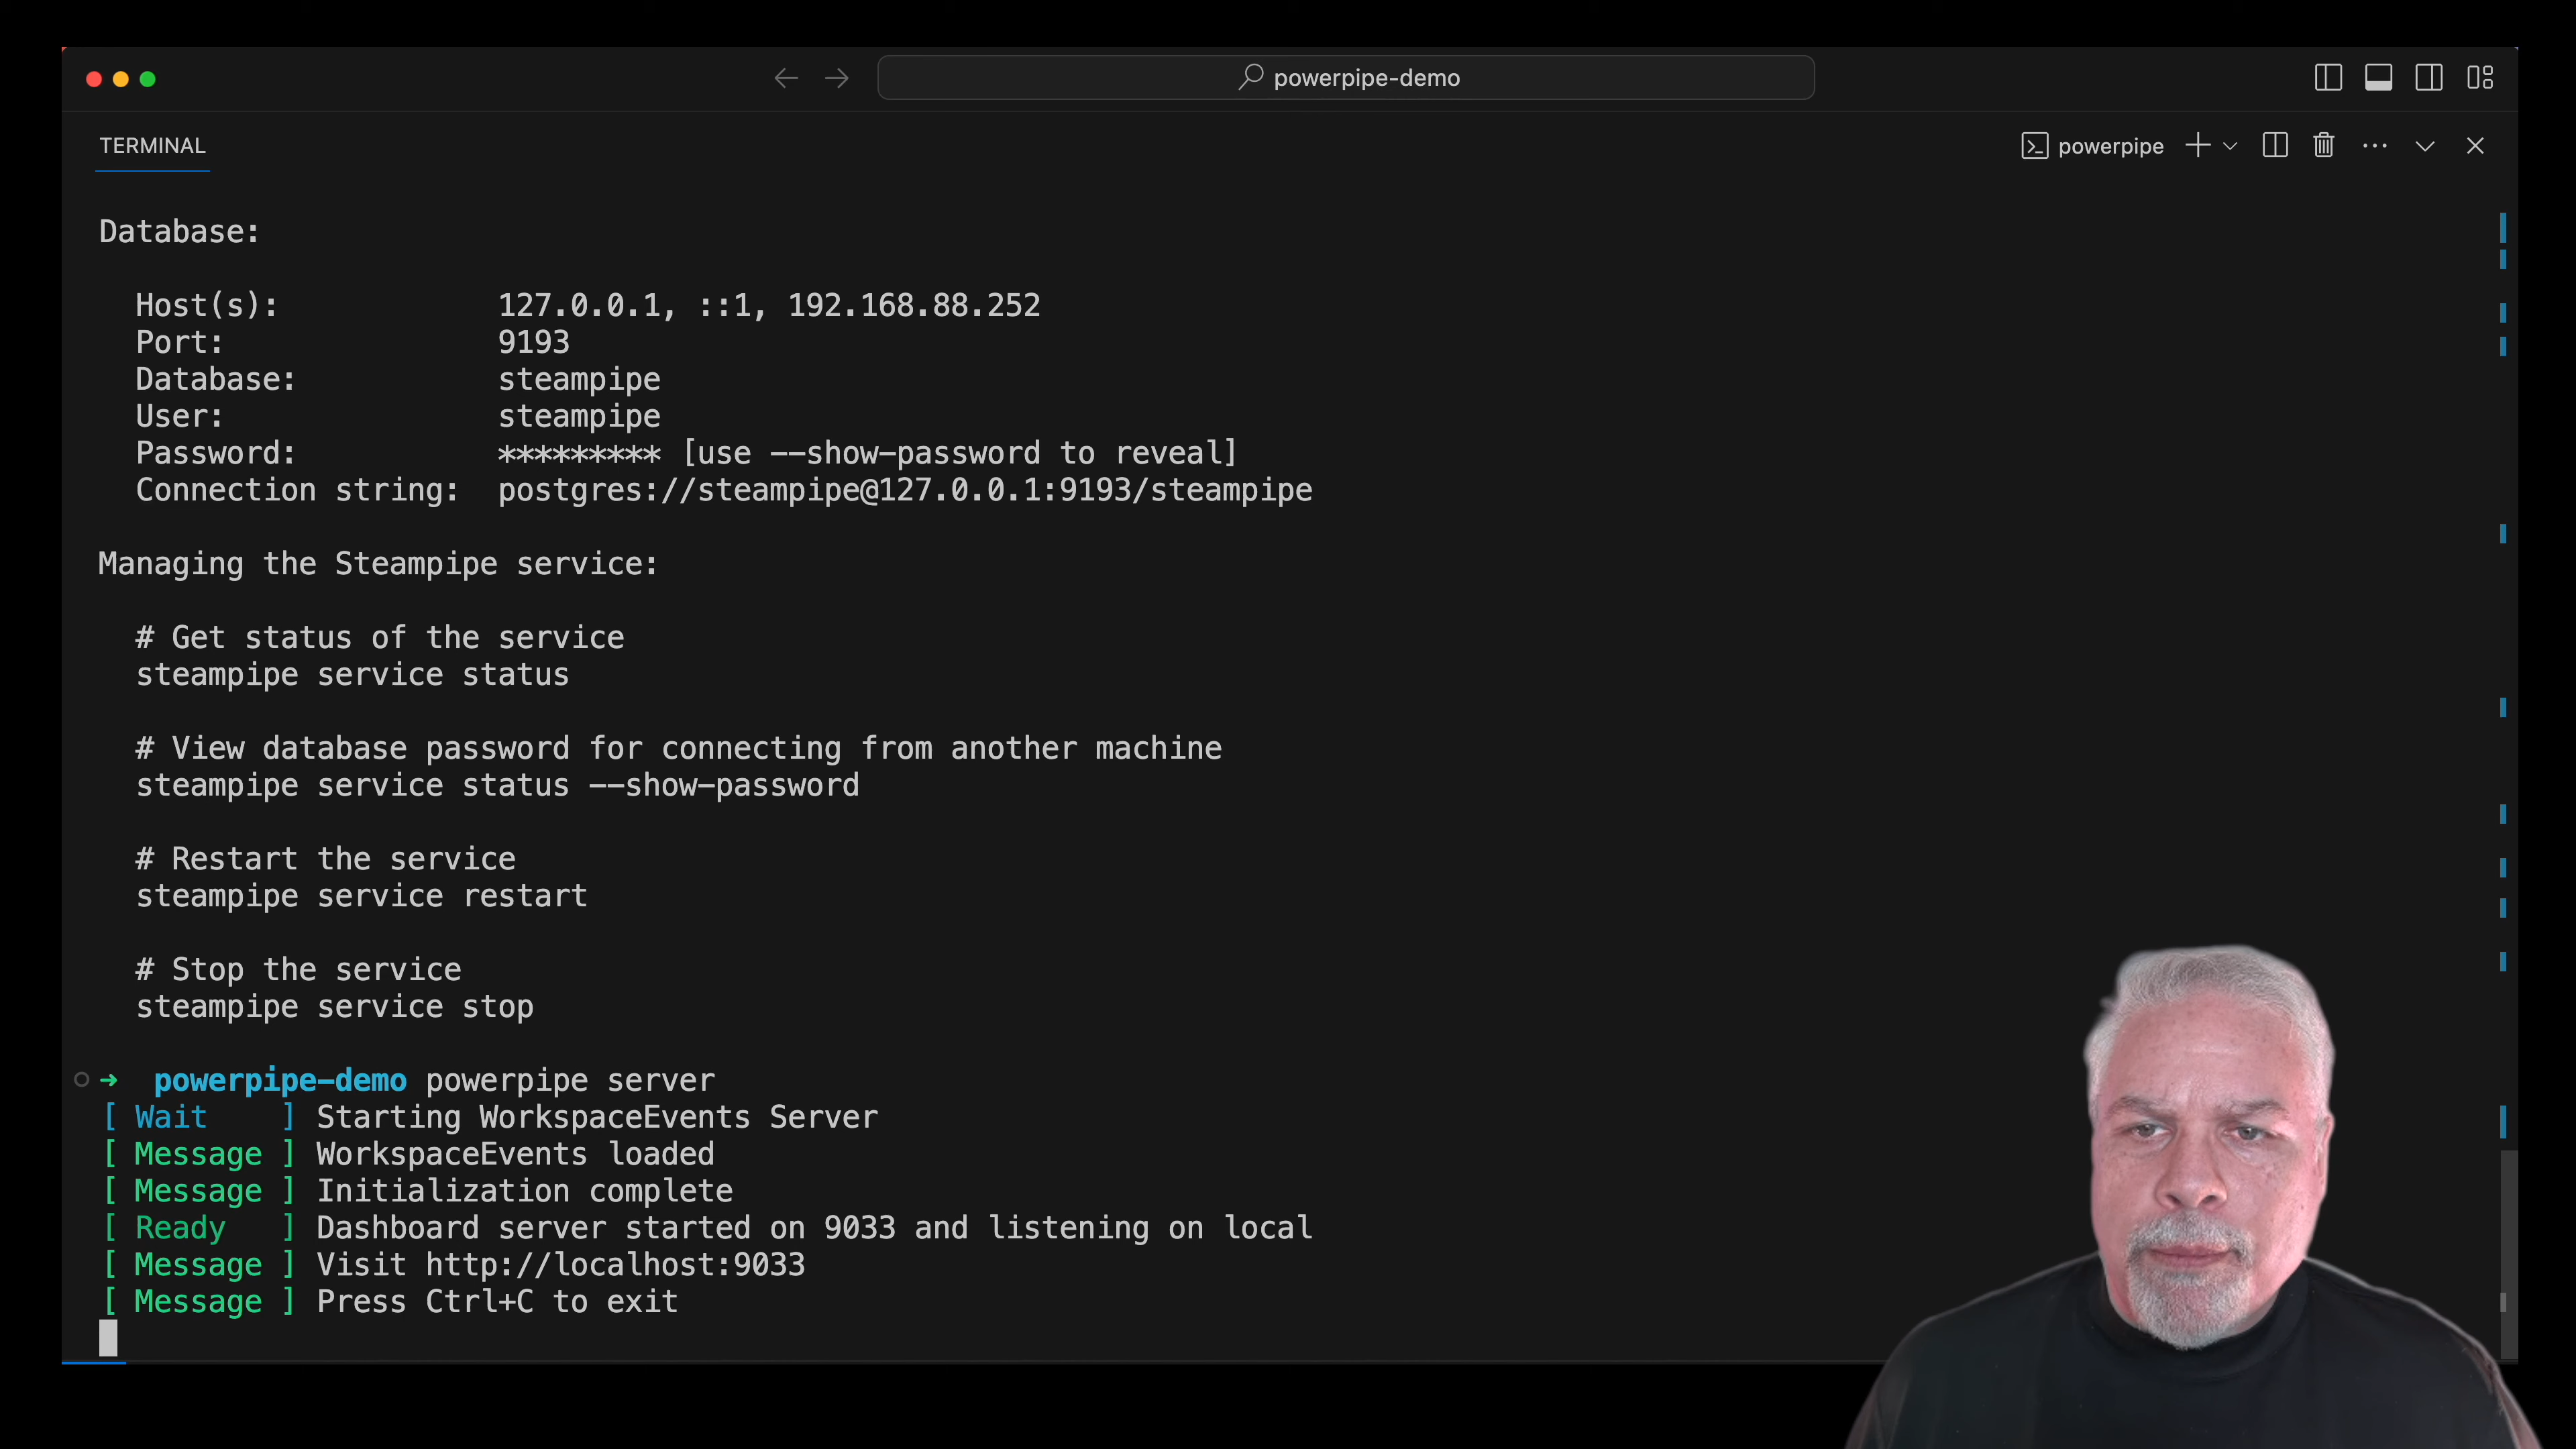 powerpipe-demo
TERMINAL
powerpipe
Database:
Host(s): 127.0.0.1, ::1, 192.168.88.252
Port: 9193
Database: steampipe
User: steampipe
Password: ********* [use --show-password to reveal]
Connection string: postgres://steampipe@127.0.0.1:9193/steampipe
Managing the Steampipe service:
# Get status of the service
steampipe service status
# View database password for connecting from another machine
steampipe service status --show-password
# Restart the service
steampipe service restart
# Stop the service
steampipe service stop
➜ powerpipe-demo powerpipe server
[ Wait ] Starting WorkspaceEvents Server
[ Message ] WorkspaceEvents loaded
[ Message ] Initialization complete
[ Ready ] Dashboard server started on 9033 and listening on local
[ Message ] Visit http://localhost:9033
[ Message ] Press Ctrl+C to exit